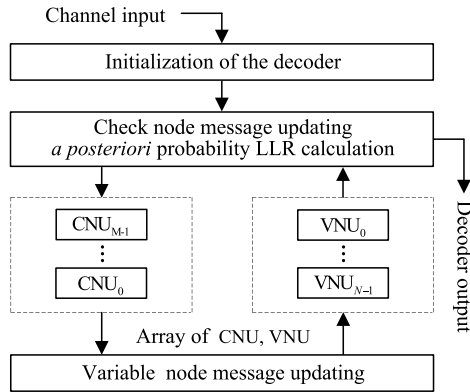 Channel input
Initialization of the decoder
Check node message updating
a posteriori probability LLR calculation
CNU_{M-1}
⋮
CNU_0
VNU_0
⋮
VNU_{N-1}
Decoder output
Array of CNU, VNU
Variable node message updating